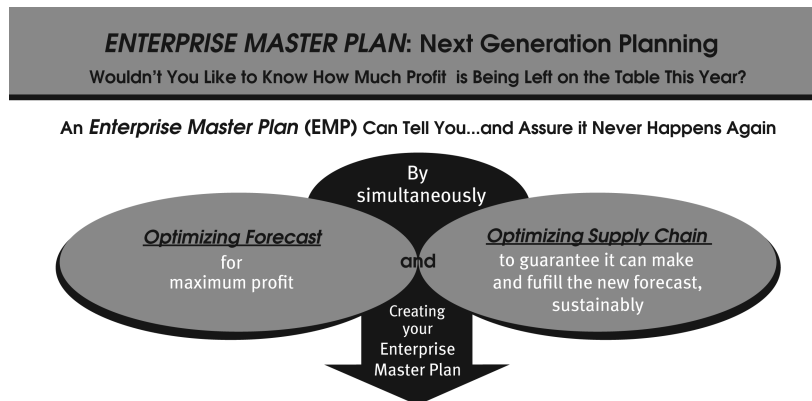 ENTERPRISE MASTER PLAN: Next Generation Planning
Wouldn't You Like to Know How Much Profit is Being Left on the Table This Year?
An Enterprise Master Plan (EMP) Can Tell You...and Assure it Never Happens Again
By
simultaneously
Optimizing Forecast
for
maximum profit
and
Optimizing Supply Chain
to guarantee it can make
and fufill the new forecast,
sustainably
Creating
your
Enterprise
Master Plan